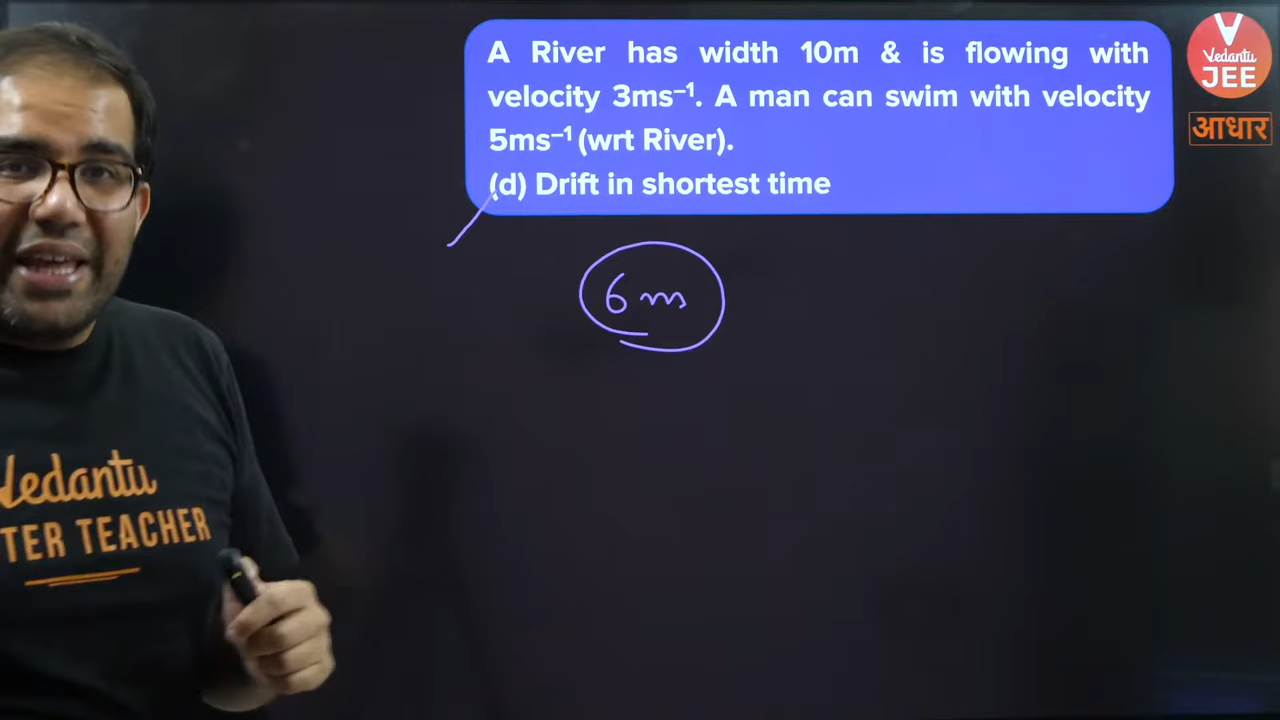 A River has width 10m & is flowing with
velocity 3ms⁻¹. A man can swim with velocity
5ms⁻¹ (wrt River).
(d) Drift in shortest time
6 m
V
Vedantu
JEE
आधार
Vedantu
TER TEACHER